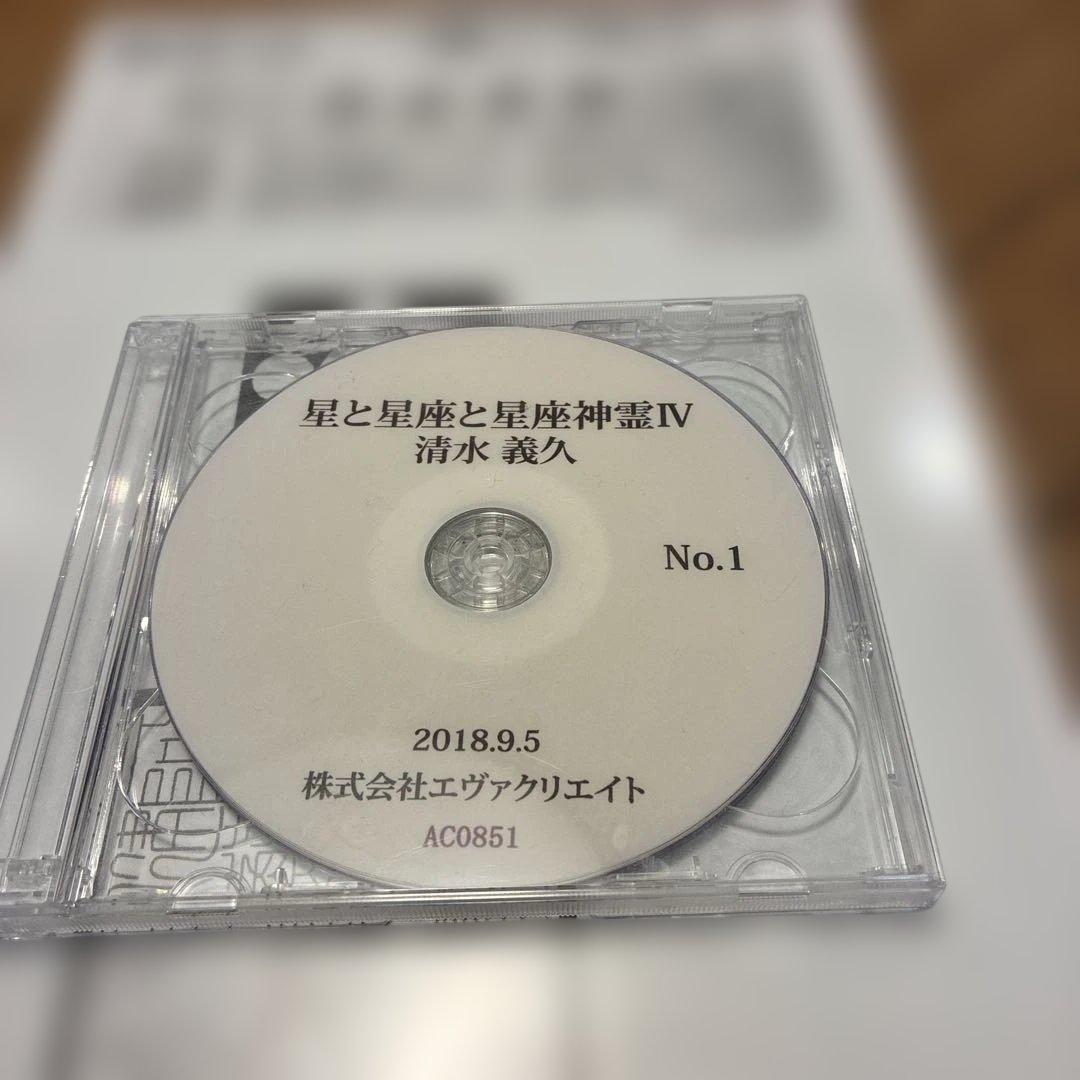 星と星座と星座神霊Ⅳ
清水 義久
No.1
2018.9.5
株式会社エヴァクリエイト
AC0851